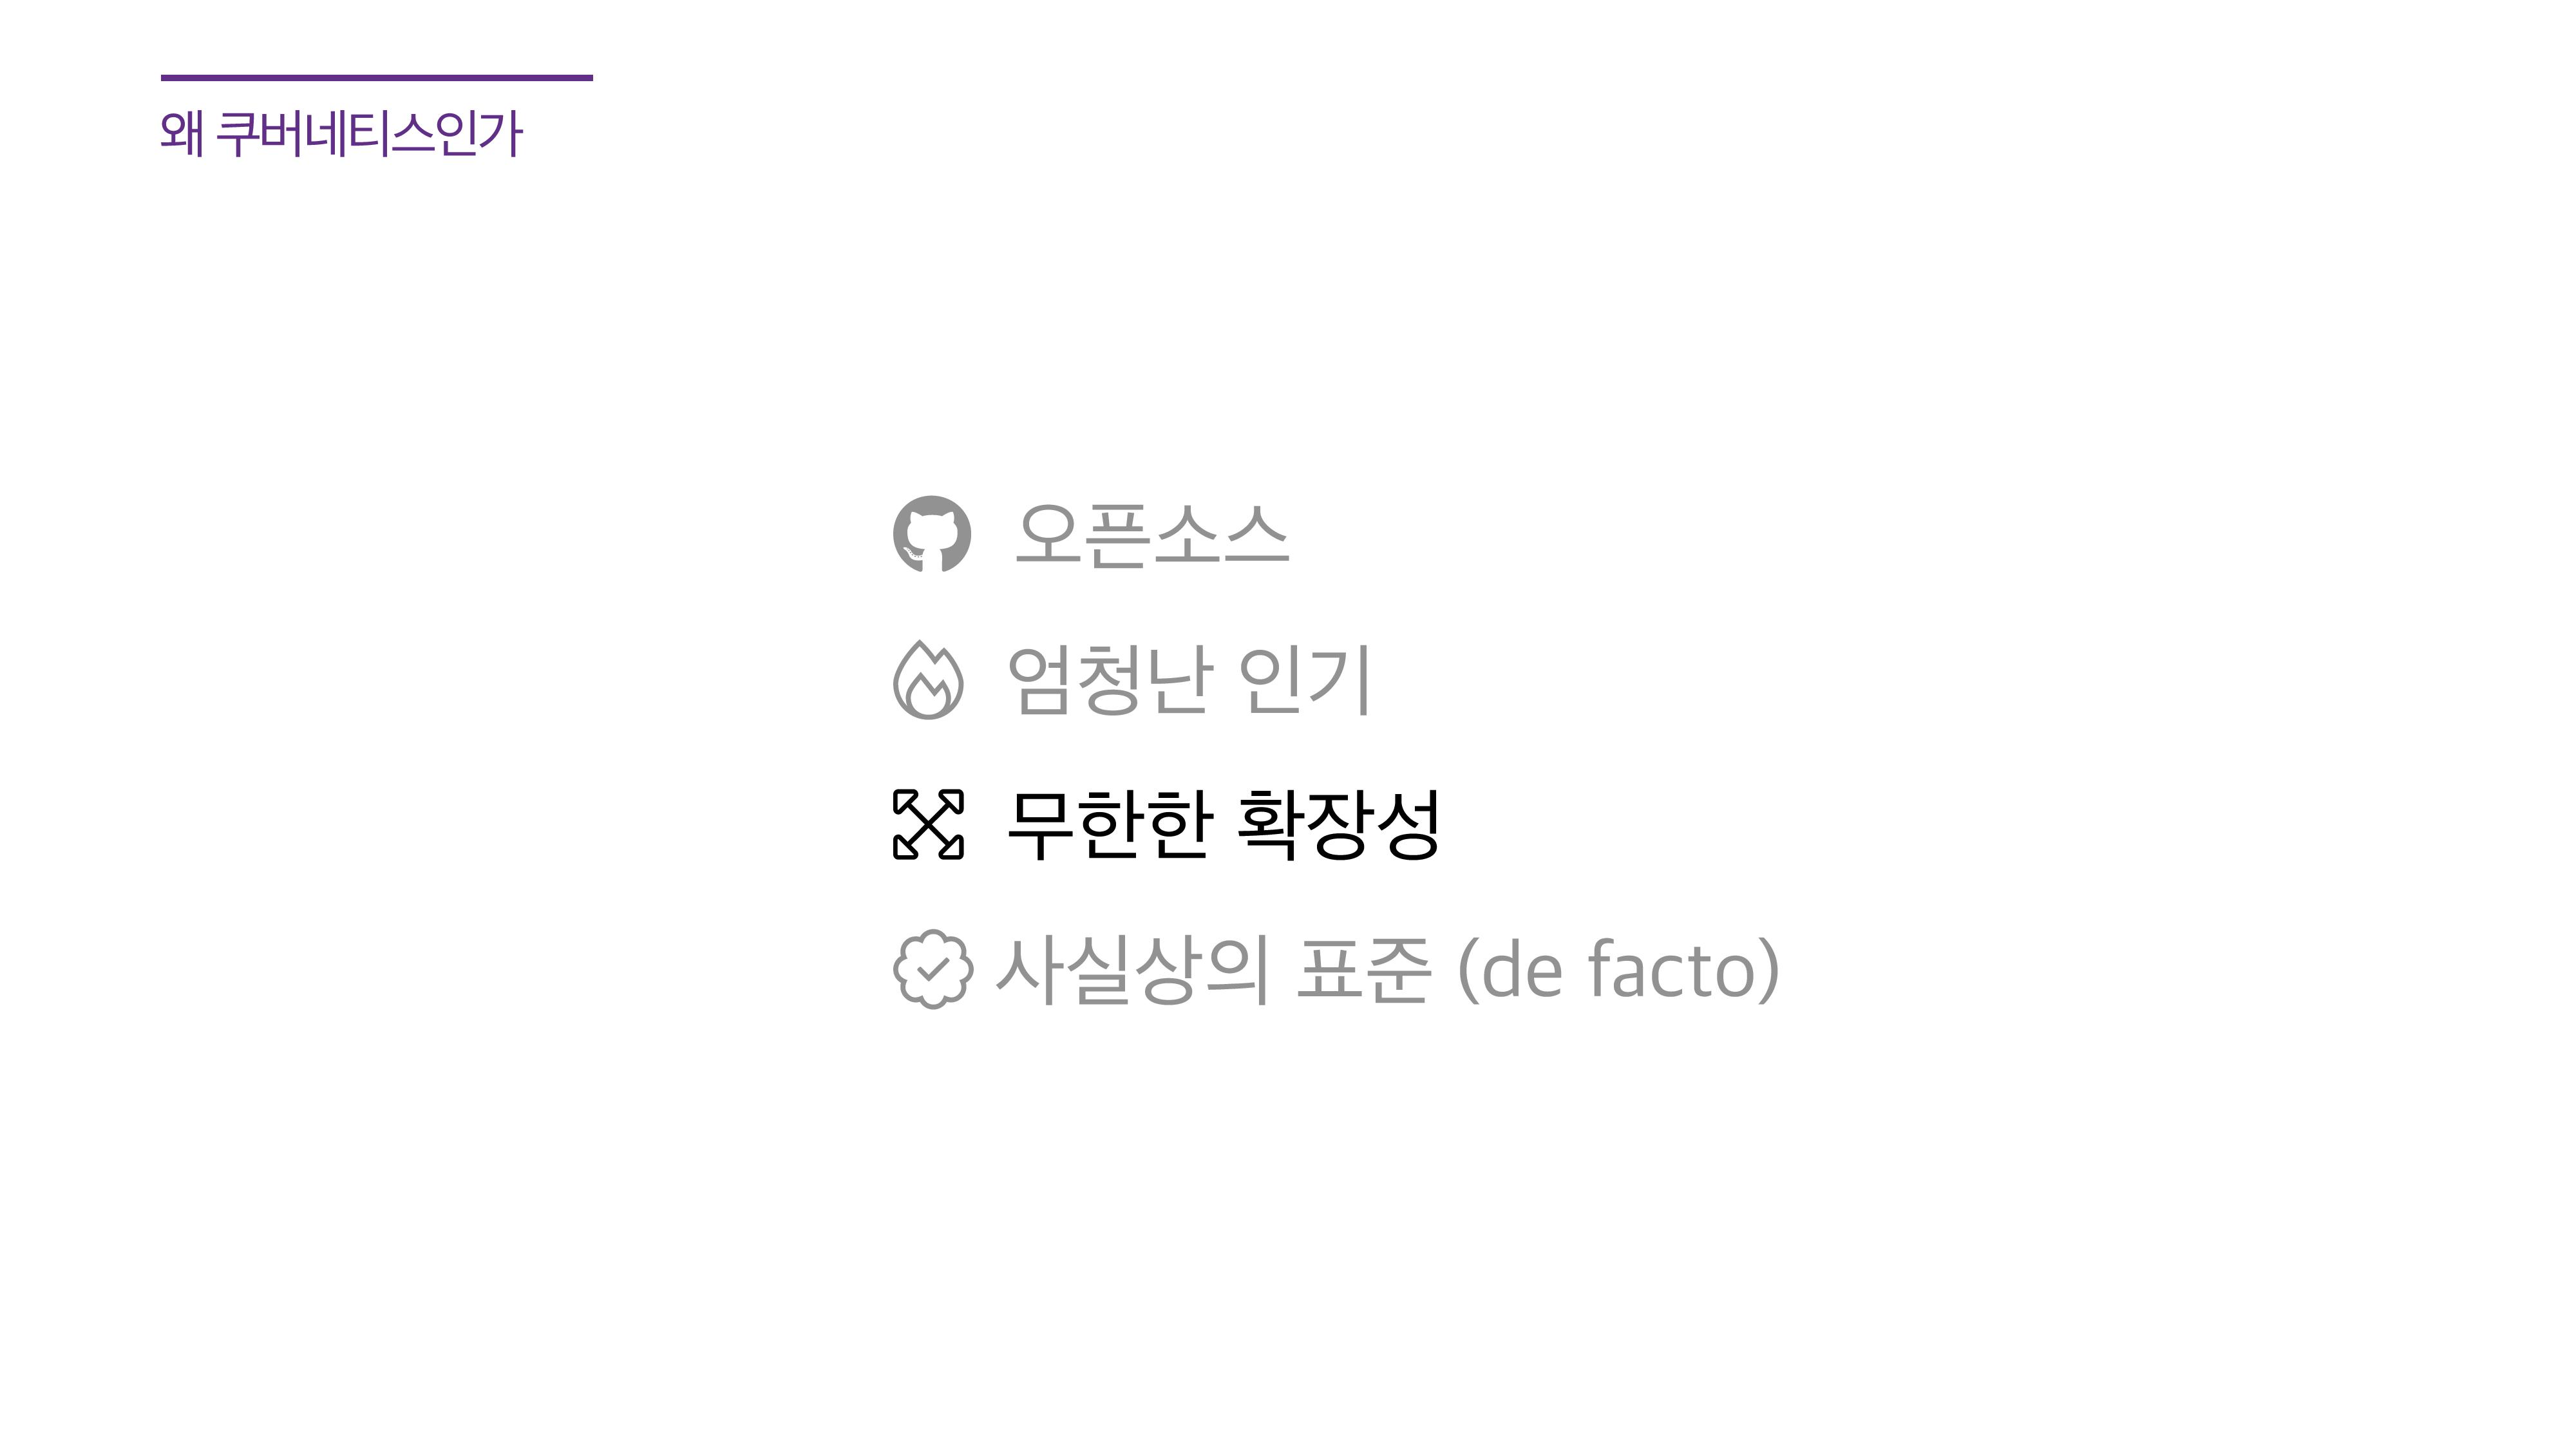 왜 쿠버네티스인가
오픈소스
엄청난 인기
무한한 확장성
사실상의 표준 (de facto)